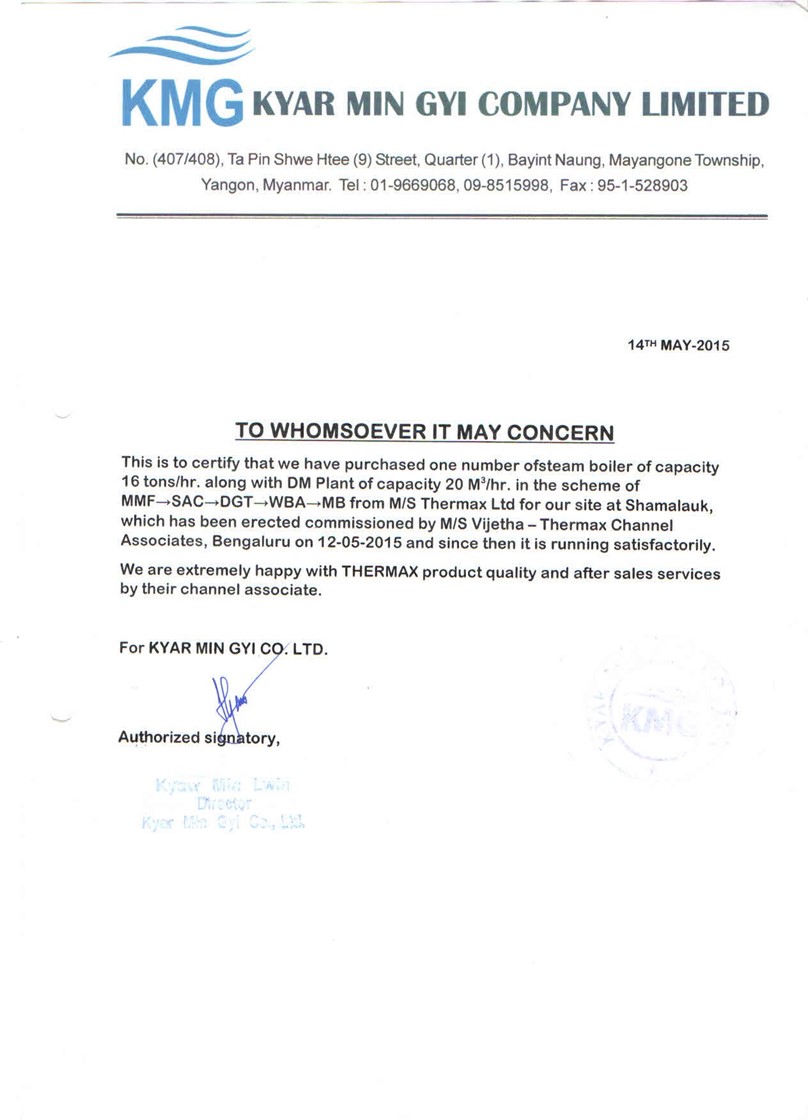 KMG KYAR MIN GYI COMPANY LIMITED
No. (407/408), Ta Pin Shwe Htee (9) Street, Quarter (1), Bayint Naung, Mayangone Township,
Yangon, Myanmar. Tel : 01-9669068, 09-8515998, Fax : 95-1-528903
14TH MAY-2015
TO WHOMSOEVER IT MAY CONCERN
This is to certify that we have purchased one number ofsteam boiler of capacity
16 tons/hr. along with DM Plant of capacity 20 M³/hr. in the scheme of
MMF→SAC→DGT→WBA→MB from M/S Thermax Ltd for our site at Shamalauk,
which has been erected commissioned by M/S Vijetha – Thermax Channel
Associates, Bengaluru on 12-05-2015 and since then it is running satisfactorily.
We are extremely happy with THERMAX product quality and after sales services
by their channel associate.
For KYAR MIN GYI CO. LTD.
Authorized signatory,
Kyaw Min Lwin
Director
Kyar Min Gyi Co., Ltd.
KMG